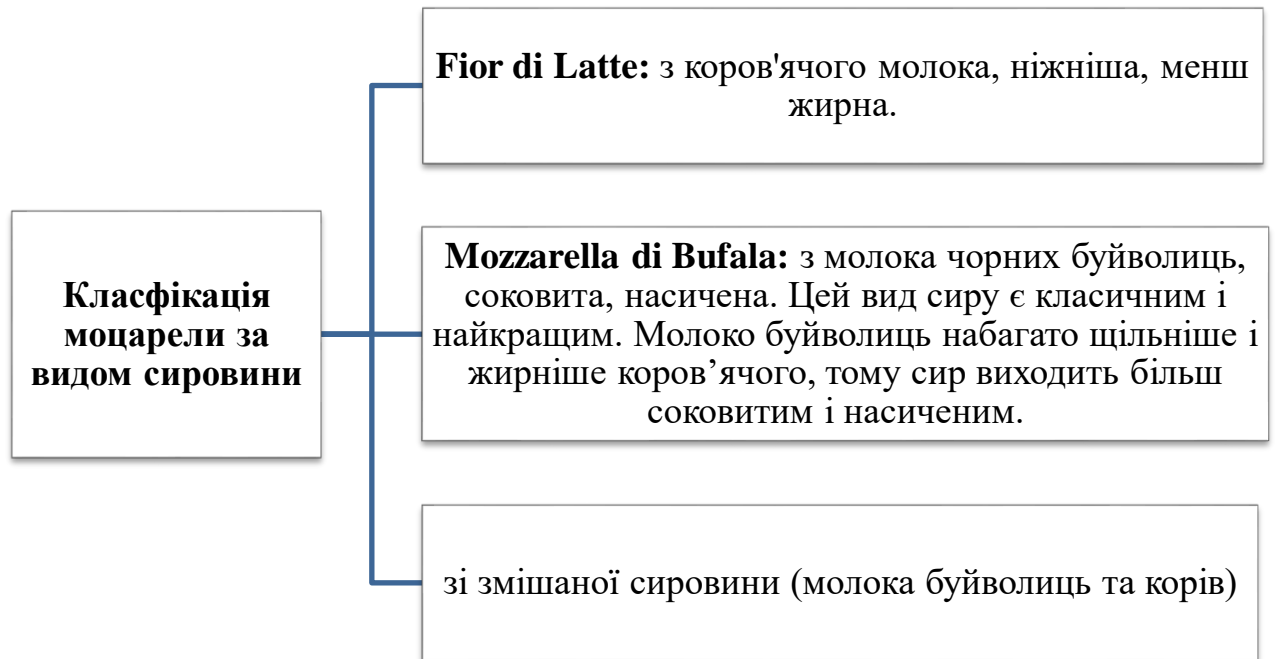 Fior di Latte: з коров'ячого молока, ніжніша, менш
жирна.
Класфікація
моцарели за
видом сировини
Mozzarella di Bufala: з молока чорних буйволиць,
соковита, насичена. Цей вид сиру є класичним і
найкращим. Молоко буйволиць набагато щільніше і
жирніше коров’ячого, тому сир виходить більш
соковитим і насиченим.
зі змішаної сировини (молока буйволиць та корів)